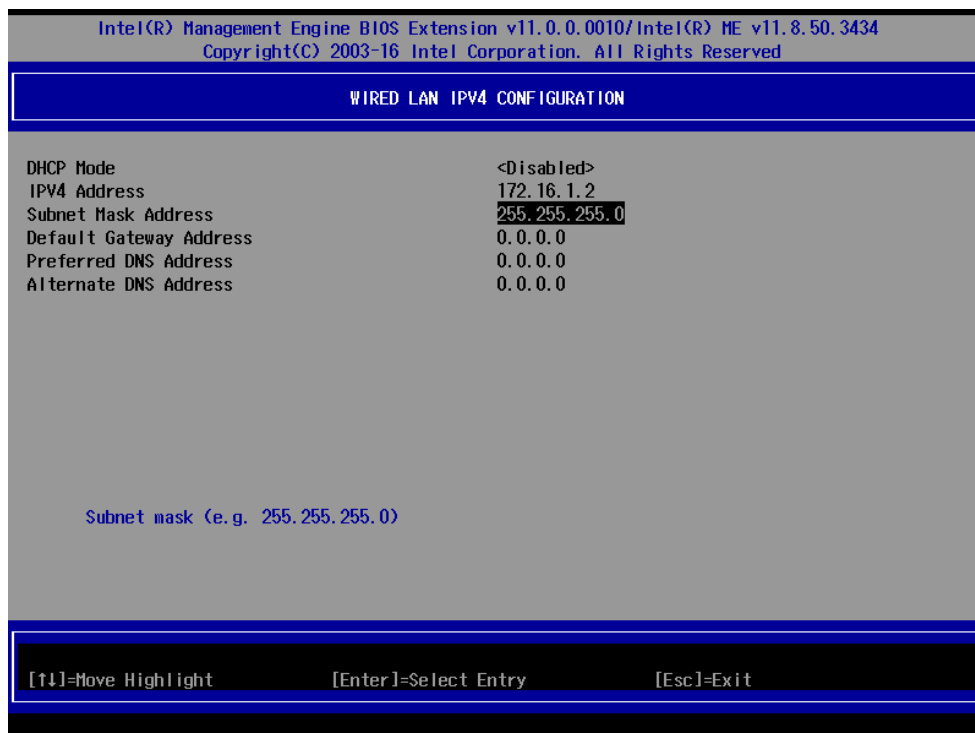 Intel(R) Management Engine BIOS Extension v11.0.0.0010/Intel(R) ME v11.8.50.3434
Copyright(C) 2003-16 Intel Corporation. All Rights Reserved
WIRED LAN IPV4 CONFIGURATION
DHCP Mode <Disabled>
IPV4 Address 172.16.1.2
Subnet Mask Address 255.255.255.0
Default Gateway Address 0.0.0.0
Preferred DNS Address 0.0.0.0
Alternate DNS Address 0.0.0.0
Subnet mask (e.g. 255.255.255.0)
[↑↓]=Move Highlight [Enter]=Select Entry [Esc]=Exit